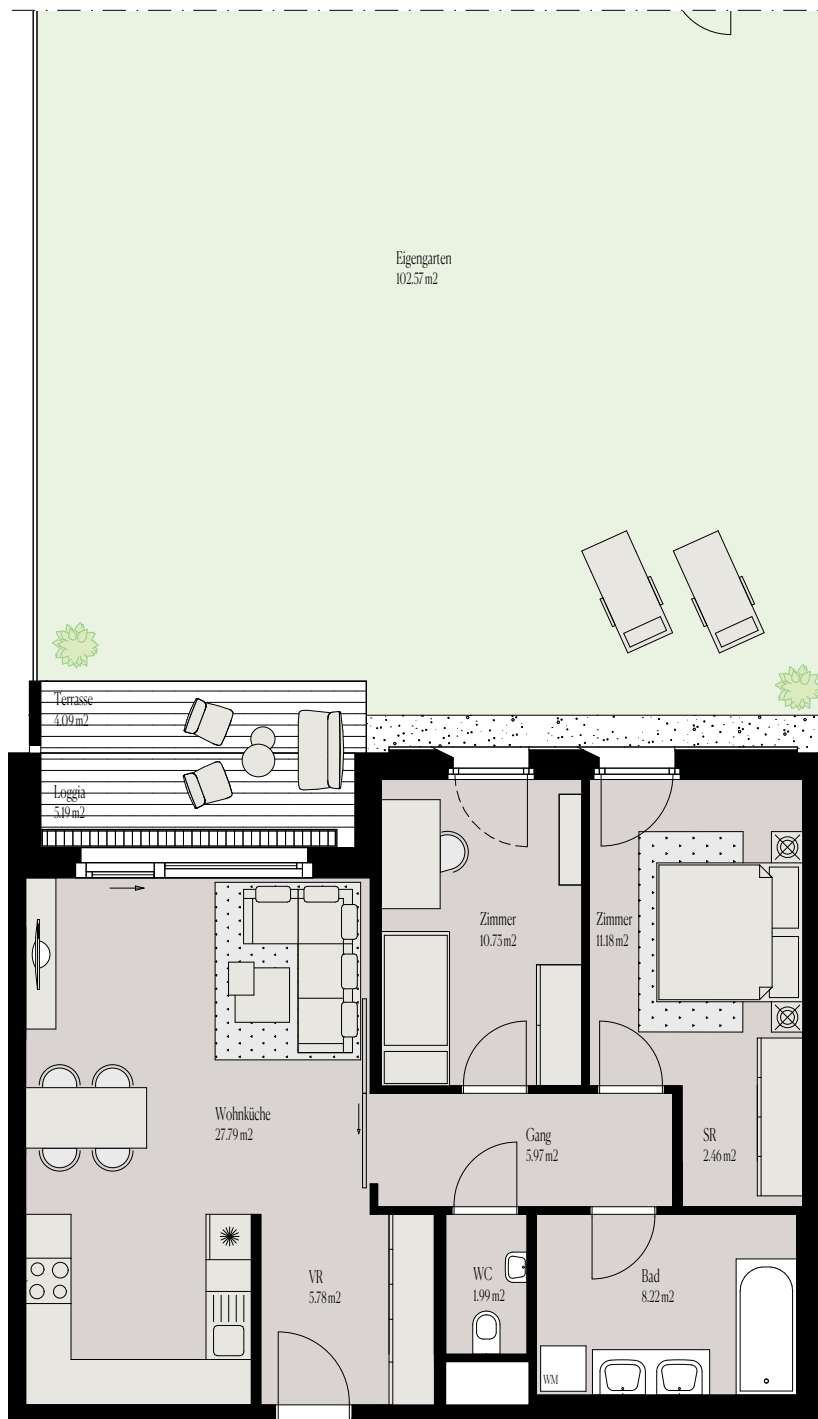 Eigengarten
102.57 m2
Terrasse
4.09 m2
Loggia
5.19 m2
Zimmer
10.73 m2
Zimmer
11.18 m2
Wohnküche
27.79 m2
Gang
5.97 m2
SR
2.46 m2
VR
5.78 m2
WC
1.99 m2
Bad
8.22 m2
WM